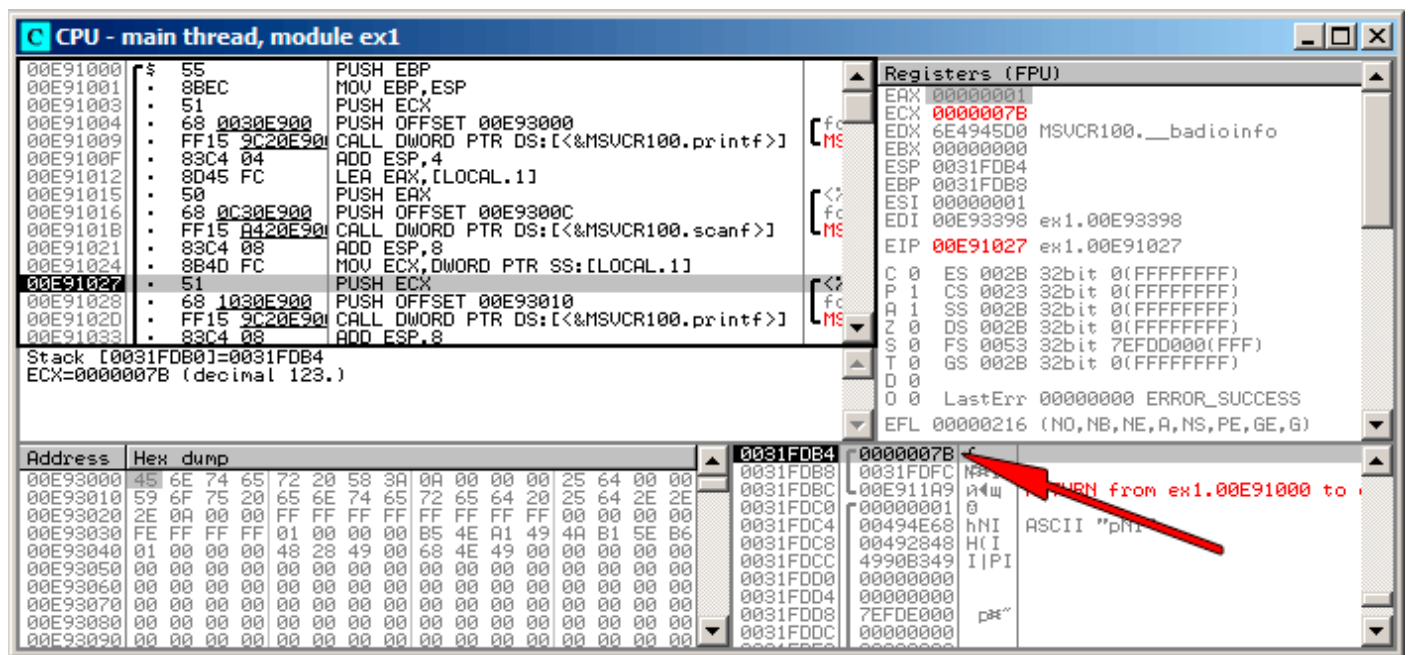 CPU - main thread, module ex1
00E91000 $ 55 PUSH EBP
00E91001 . 8BEC MOV EBP,ESP
00E91003 . 51 PUSH ECX
00E91004 . 68 0030E900 PUSH OFFSET 00E93000
00E91009 . FF15 9C20E90 CALL DWORD PTR DS:[<&MSVCR100.printf>]
00E9100F . 83C4 04 ADD ESP,4
00E91012 . 8D45 FC LEA EAX,[LOCAL.1]
00E91015 . 50 PUSH EAX
00E91016 . 68 0C30E900 PUSH OFFSET 00E9300C
00E9101B . FF15 A420E90 CALL DWORD PTR DS:[<&MSVCR100.scanf>]
00E91021 . 83C4 08 ADD ESP,8
00E91024 . 8B4D FC MOV ECX,DWORD PTR SS:[LOCAL.1]
00E91027 . 51 PUSH ECX
00E91028 . 68 1030E900 PUSH OFFSET 00E93010
00E9102D . FF15 9C20E90 CALL DWORD PTR DS:[<&MSVCR100.printf>]
00E91033 . 83C4 08 ADD ESP,8
Stack [0031FDB0]=0031FDB4
ECX=0000007B (decimal 123.)
Registers (FPU)
EAX 00000001
ECX 0000007B
EDX 6E4945D0 MSVCR100.__badioinfo
EBX 00000000
ESP 0031FDB4
EBP 0031FDB8
ESI 00000001
EDI 00E93398 ex1.00E93398
EIP 00E91027 ex1.00E91027
C 0 ES 002B 32bit 0(FFFFFFFF)
P 1 CS 0023 32bit 0(FFFFFFFF)
A 1 SS 002B 32bit 0(FFFFFFFF)
Z 0 DS 002B 32bit 0(FFFFFFFF)
S 0 FS 0053 32bit 7EFDD000(FFF)
T 0 GS 002B 32bit 0(FFFFFFFF)
D 0
O 0 LastErr 00000000 ERROR_SUCCESS
EFL 00000216 (NO,NB,NE,A,NS,PE,GE,G)
Address Hex dump
00E93000 45 6E 74 65 72 20 58 3A 0A 00 00 00 25 64 00 00
00E93010 59 6F 75 20 65 6E 74 65 72 65 64 20 25 64 2E 2E
00E93020 2E 0A 00 00 FF FF FF FF FF FF FF FF 00 00 00 00
00E93030 FE FF FF FF 01 00 00 00 B5 4E A1 49 4A B1 5E B6
00E93040 01 00 00 00 48 28 49 00 68 4E 49 00 00 00 00 00
00E93050 00 00 00 00 00 00 00 00 00 00 00 00 00 00 00 00
00E93060 00 00 00 00 00 00 00 00 00 00 00 00 00 00 00 00
00E93070 00 00 00 00 00 00 00 00 00 00 00 00 00 00 00 00
00E93080 00 00 00 00 00 00 00 00 00 00 00 00 00 00 00 00
00E93090 00 00 00 00 00 00 00 00 00 00 00 00 00 00 00 00
0031FDB4 0000007B
0031FDB8 0031FDFC
0031FDBC 00E911A9 from ex1.00E91000 to
0031FDC0 00000001
0031FDC4 00494E68 hNI ASCII
0031FDC8 00492848 H(I
0031FDCC 4990B349 I|PI
0031FDD0 00000000
0031FDD4 00000000
0031FDD8 7EFDE000
0031FDDC 00000000